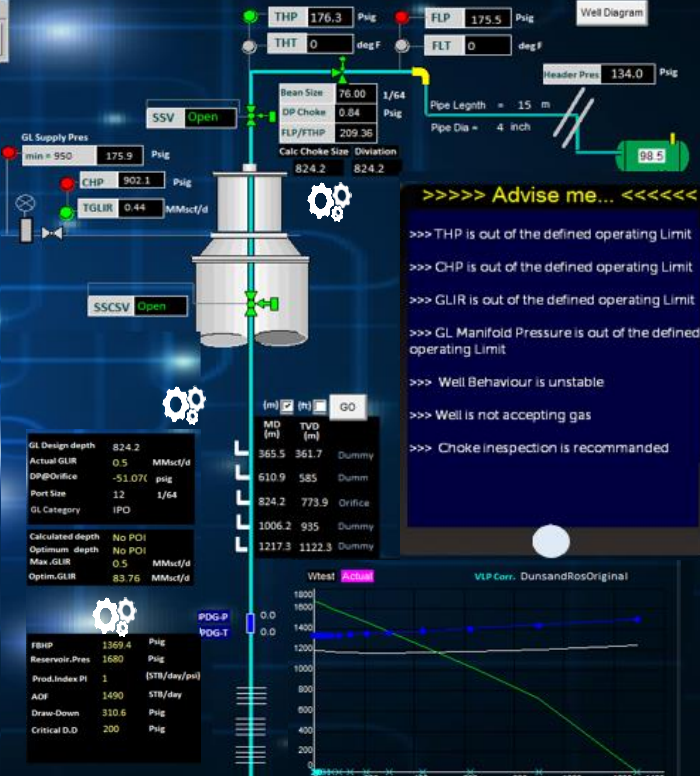 THP 176.3 Psig
FLP 175.5 Psig
Well Diagram
THT 0 deg F
FLT 0 deg F
Header Pres 134.0 Psig
Bean Size 76.00 1/64
DP Choke 0.84 Psig
FLP/FTHP 209.36
Calc Choke Size Diviation
824.2 824.2
Pipe Legnth = 15 m
Pipe Dia = 4 inch
98.5
SSV Open
GL Supply Pres
min = 950 175.9 Psig
CHP 902.1 Psig
TGLIR 0.44 MMscf/d
SSCSV Open
>>>>> Advise me... <<<<<<
>>> THP is out of the defined operating Limit
>>> CHP is out of the defined operating Limit
>>> GLIR is out of the defined operating Limit
>>> GL Manifold Pressure is out of the defined
operating Limit
>>> Well Behaviour is unstable
>>> Well is not accepting gas
>>> Choke inespection is recommanded
(m) (ft) GO
MD TVD
(m) (m)
365.5 361.7 Dummy
610.9 585 Dumm
824.2 773.9 Orifice
1006.2 935 Dummy
1217.3 1122.3 Dummy
GL Design depth 824.2
Actual GLIR 0.5 MMscf/d
DP@Orifice -51.07( psig
Port Size 12 1/64
GL Category IPO
Calculated depth No POI
Optimum depth No POI
Max .GLIR 0.5 MMscf/d
Optim.GLIR 83.76 MMscf/d
PDG-P 0.0
PDG-T 0.0
FBHP 1369.4 Psig
Reservoir.Pres 1680 Psig
Prod.Index PI 1 (STB/day/psi)
AOF 1490 STB/day
Draw-Down 310.6 Psig
Critical D.D 200 Psig
Wtest Actual VLP Corr. DunsandRosOriginal
1800
1600
1400
1200
1000
800
600
400
200
0